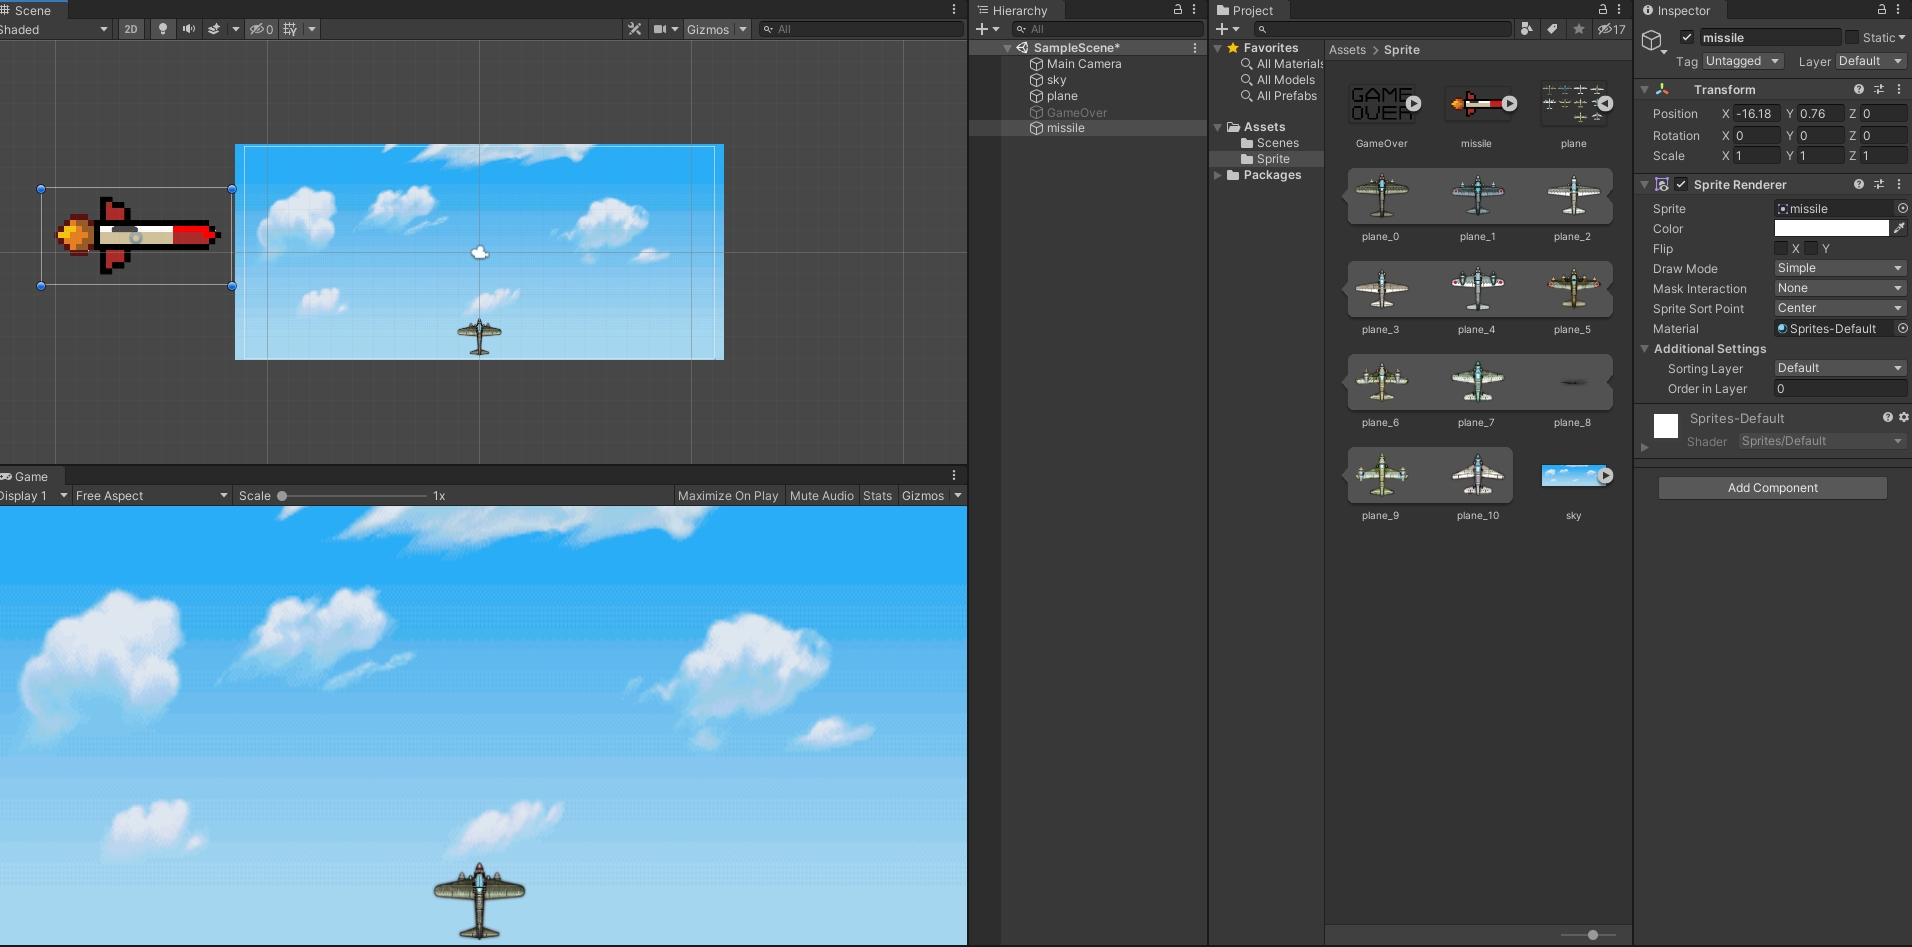 Scene
Shaded
2D
0
Gizmos
All
Game
Display 1
Free Aspect
Scale
1x
Maximize On Play
Mute Audio
Stats
Gizmos
Hierarchy
All
SampleScene*
Main Camera
sky
plane
GameOver
missile
Project
17
Favorites
All Materials
All Models
All Prefabs
Assets
Scenes
Sprite
Packages
Assets > Sprite
GAME
OVER
GameOver
missile
plane
plane_0
plane_1
plane_2
plane_3
plane_4
plane_5
plane_6
plane_7
plane_8
plane_9
plane_10
sky
Inspector
missile
Static
Tag Untagged Layer Default
Transform
Position X -16.18 Y 0.76 Z 0
Rotation X 0 Y 0 Z 0
Scale X 1 Y 1 Z 1
Sprite Renderer
Sprite missile
Color
Flip X Y
Draw Mode Simple
Mask Interaction None
Sprite Sort Point Center
Material Sprites-Default
Additional Settings
Sorting Layer Default
Order in Layer 0
Sprites-Default
Shader Sprites/Default
Add Component